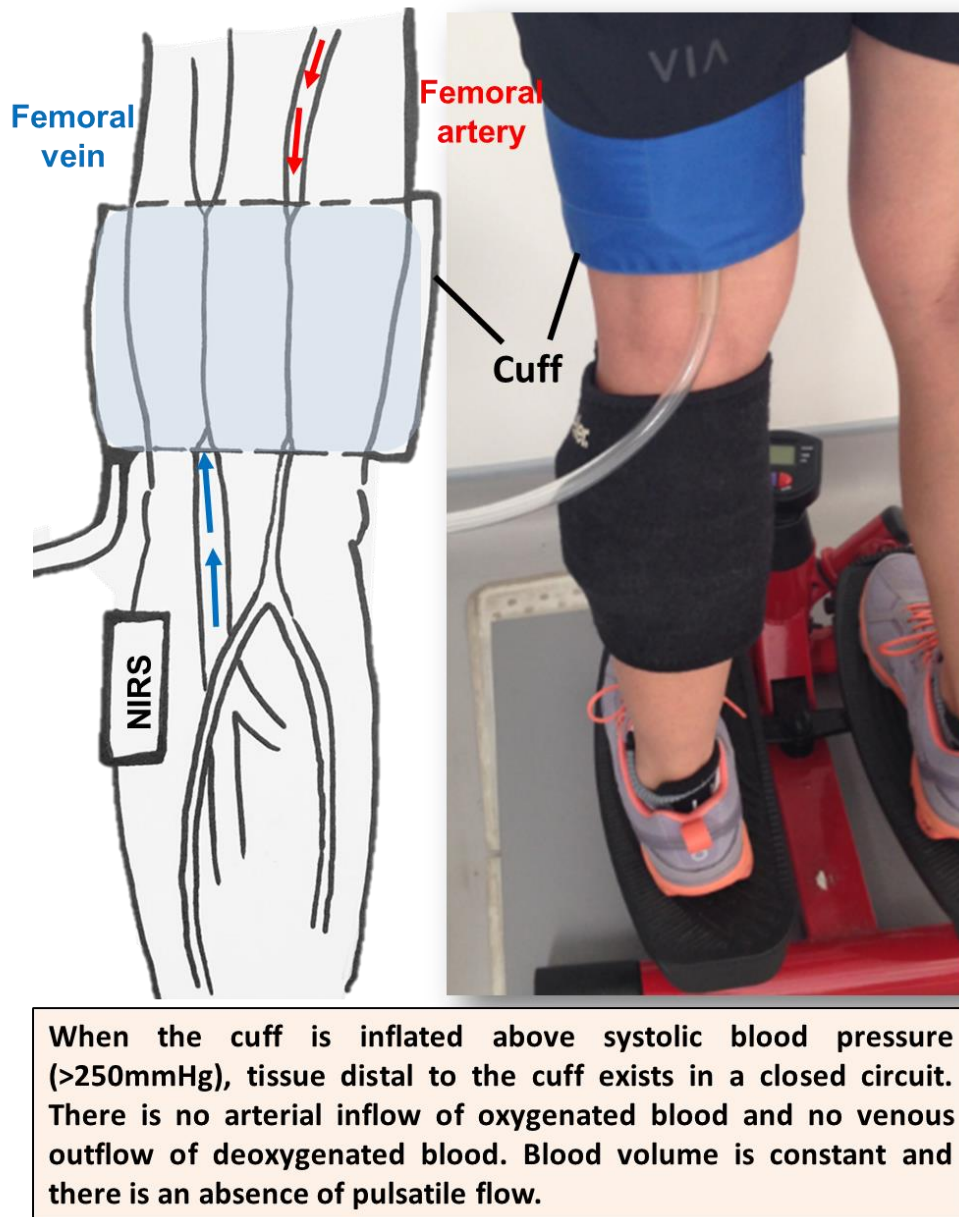 VIA
Femoral
vein
Femoral
artery
Cuff
NIRS
When the cuff is inflated above systolic blood pressure
(>250mmHg), tissue distal to the cuff exists in a closed circuit.
There is no arterial inflow of oxygenated blood and no venous
outflow of deoxygenated blood. Blood volume is constant and
there is an absence of pulsatile flow.